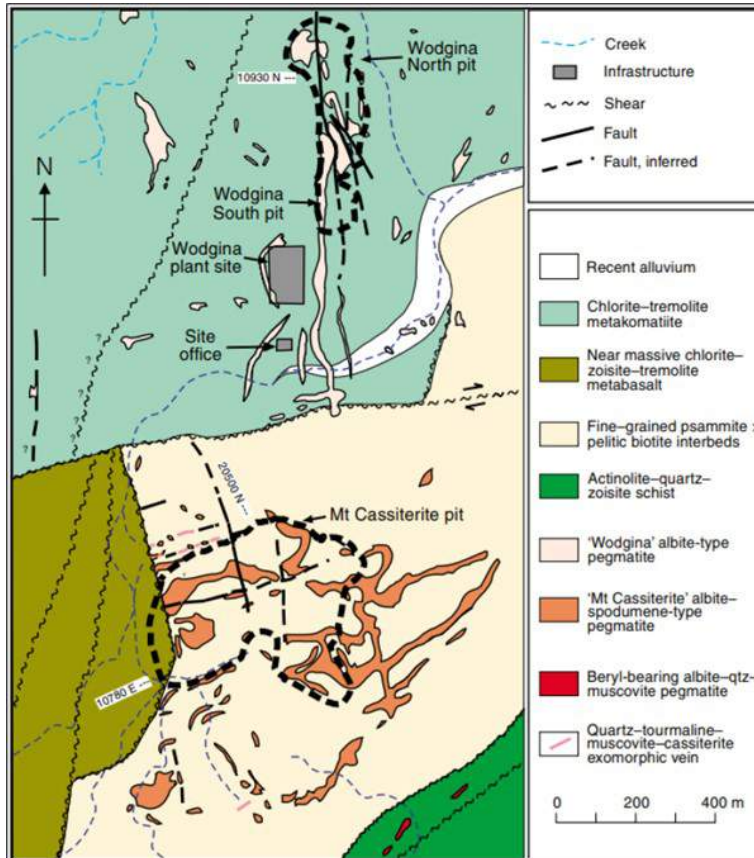 Wodgina
North pit
10930 N
Wodgina
South pit
Wodgina
plant site
Site
office
N
?
?
?
?
20500 N
Mt Cassiterite pit
10780 E
Creek
Infrastructure
Shear
Fault
Fault, inferred
Recent alluvium
Chlorite–tremolite
metakomatiite
Near massive chlorite–
zoisite–tremolite
metabasalt
Fine–grained psammite :
pelitic biotite interbeds
Actinolite–quartz–
zoisite schist
'Wodgina' albite-type
pegmatite
'Mt Cassiterite' albite–
spodumene-type
pegmatite
Beryl-bearing albite–qtz–
muscovite pegmatite
Quartz–tourmaline–
muscovite–cassiterite
exomorphic vein
0 200 400 m